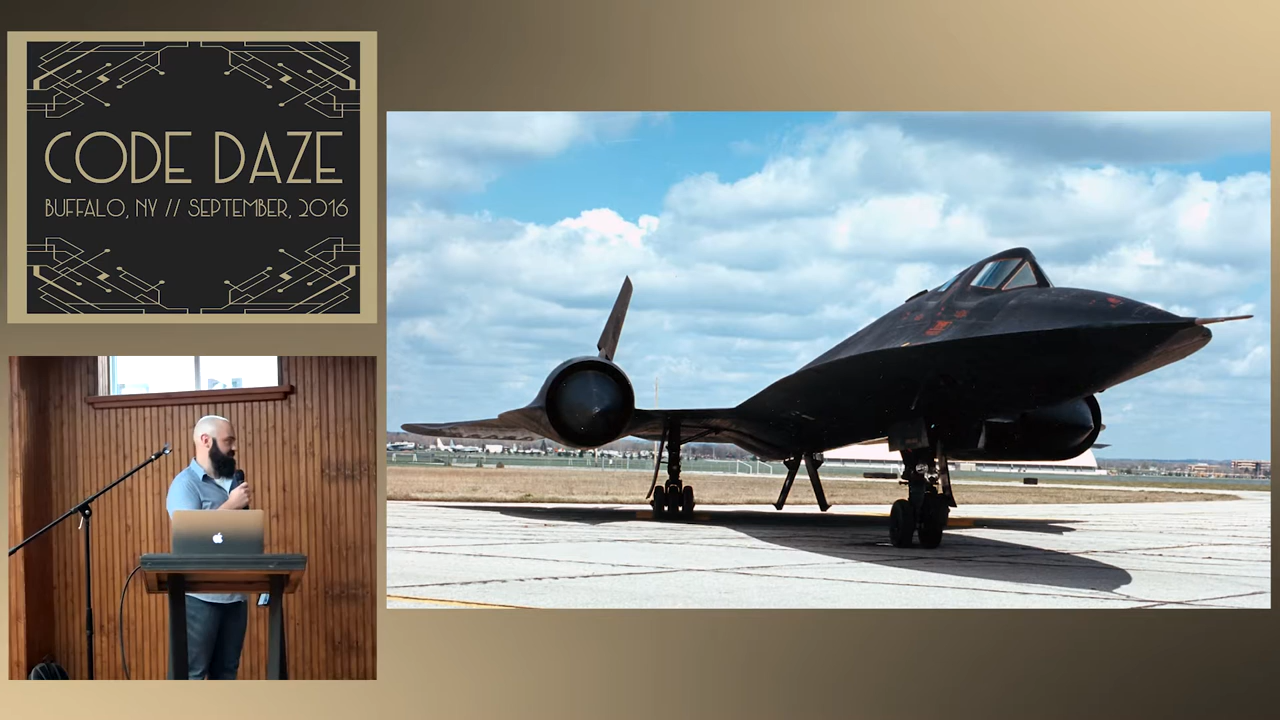 CODE DAZE
BUFFALO, NY // SEPTEMBER, 2016